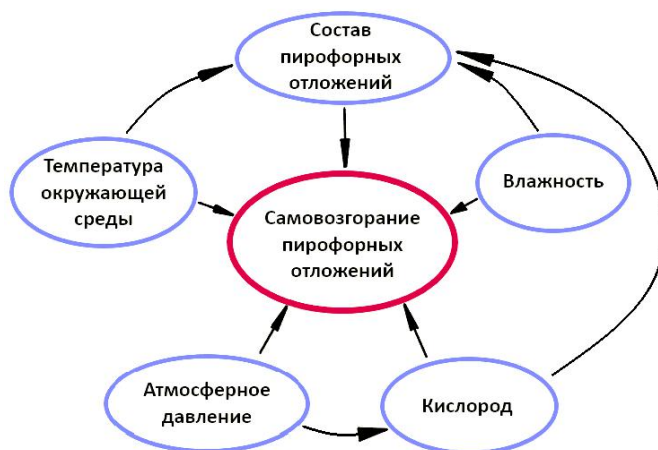 Состав
пирофорных
отложений
Температура
окружающей
среды
Влажность
Самовозгорание
пирофорных
отложений
Атмосферное
давление
Кислород